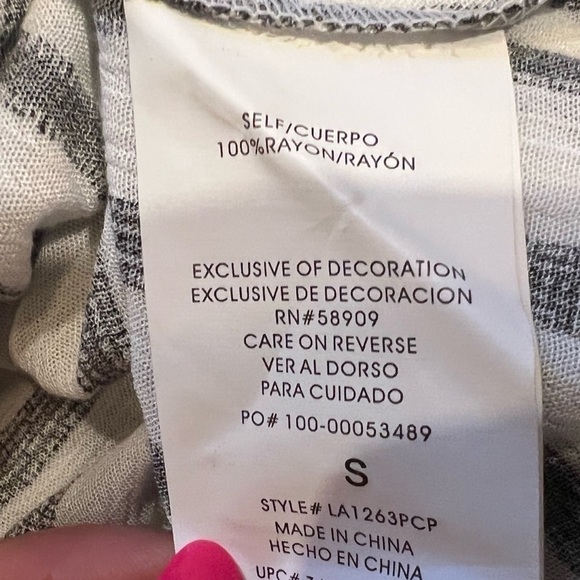 SELF/CUERPO
100%RAYON/RAYÓN
EXCLUSIVE OF DECORATION
EXCLUSIVE DE DECORACION
RN#58909
CARE ON REVERSE
VER AL DORSO
PARA CUIDADO
PO# 100-00053489
S
STYLE# LA1263PCP
MADE IN CHINA
HECHO EN CHINA
UPC#